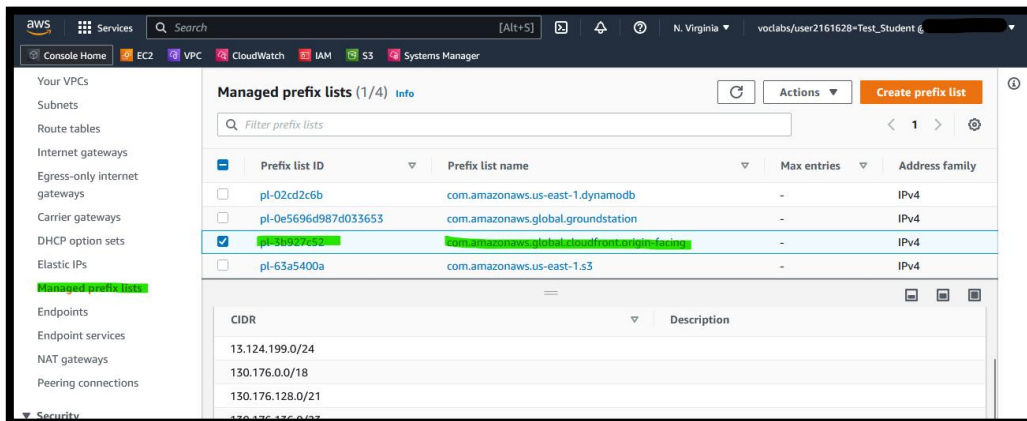 aws Services Search [Alt+S] N. Virginia voclabs/user2161628=Test_Student @
Console Home EC2 VPC CloudWatch IAM S3 Systems Manager
Your VPCs
Subnets
Route tables
Internet gateways
Egress-only internet
gateways
Carrier gateways
DHCP option sets
Elastic IPs
Managed prefix lists
Endpoints
Endpoint services
NAT gateways
Peering connections
Security
Managed prefix lists (1/4) Info
Actions Create prefix list
Filter prefix lists
1
Prefix list ID Prefix list name Max entries Address family
pl-02cd2c6b com.amazonaws.us-east-1.dynamodb - IPv4
pl-0e5696d987d033653 com.amazonaws.global.groundstation - IPv4
pl-3b927c52 com.amazonaws.global.cloudfront.origin-facing - IPv4
pl-63a5400a com.amazonaws.us-east-1.s3 - IPv4
CIDR Description
13.124.199.0/24
130.176.0.0/18
130.176.128.0/21
130.176.136.0/23